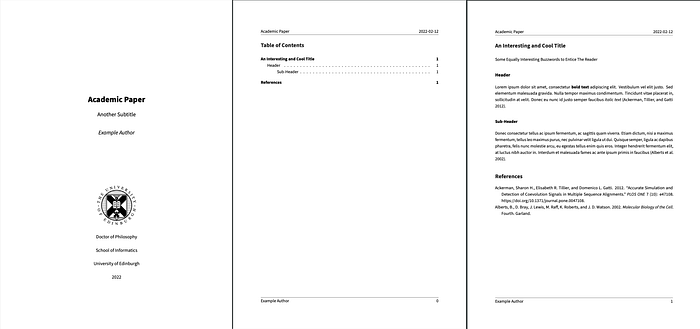 Academic Paper
Another Subtitle
Example Author
THE UNIVERSITY
OF EDINBURGH
Doctor of Philosophy
School of Informatics
University of Edinburgh
2022
Academic Paper 2022-02-12
Table of Contents
An Interesting and Cool Title 1
Header 1
Sub Header 1
References 1
Example Author 0
Academic Paper 2022-02-12
An Interesting and Cool Title
Some Equally Interesting Buzzwords to Entice The Reader
Header
Lorem ipsum dolor sit amet, consectetur bold text adipiscing elit. Vestibulum vel elit justo. Sed
elementum malesuada gravida. Nulla tempor maximus condimentum. Tincidunt vitae placerat in,
sollicitudin at velit. Donec eu nunc id justo semper faucibus italic text (Ackerman, Tillier, and Gatti
2012).
Sub-Header
Donec consectetur tellus ac ipsum fermentum, ac sagittis quam viverra. Etiam dictum, nisi a maximus
fermentum, tellus leo maximus purus, nec pulvinar velit ligula ut dui. Quisque semper, ligula ac dapibus
pharetra, felis nunc molestie arcu, eu egestas tellus enim quis eros. Integer hendrerit fermentum elit,
at luctus nibh auctor in. Interdum et malesuada fames ac ante ipsum primis in faucibus (Alberts et al.
2002).
References
Ackerman, Sharon H., Elisabeth R. Tillier, and Domenico L. Gatti. 2012. “Accurate Simulation and
Detection of Coevolution Signals in Multiple Sequence Alignments.” PLOS ONE 7 (10): e47108.
https://doi.org/10.1371/journal.pone.0047108.
Alberts, B., D. Bray, J. Lewis, M. Raff, K. Roberts, and J. D. Watson. 2002. Molecular Biology of the Cell.
Fourth. Garland.
Example Author 1